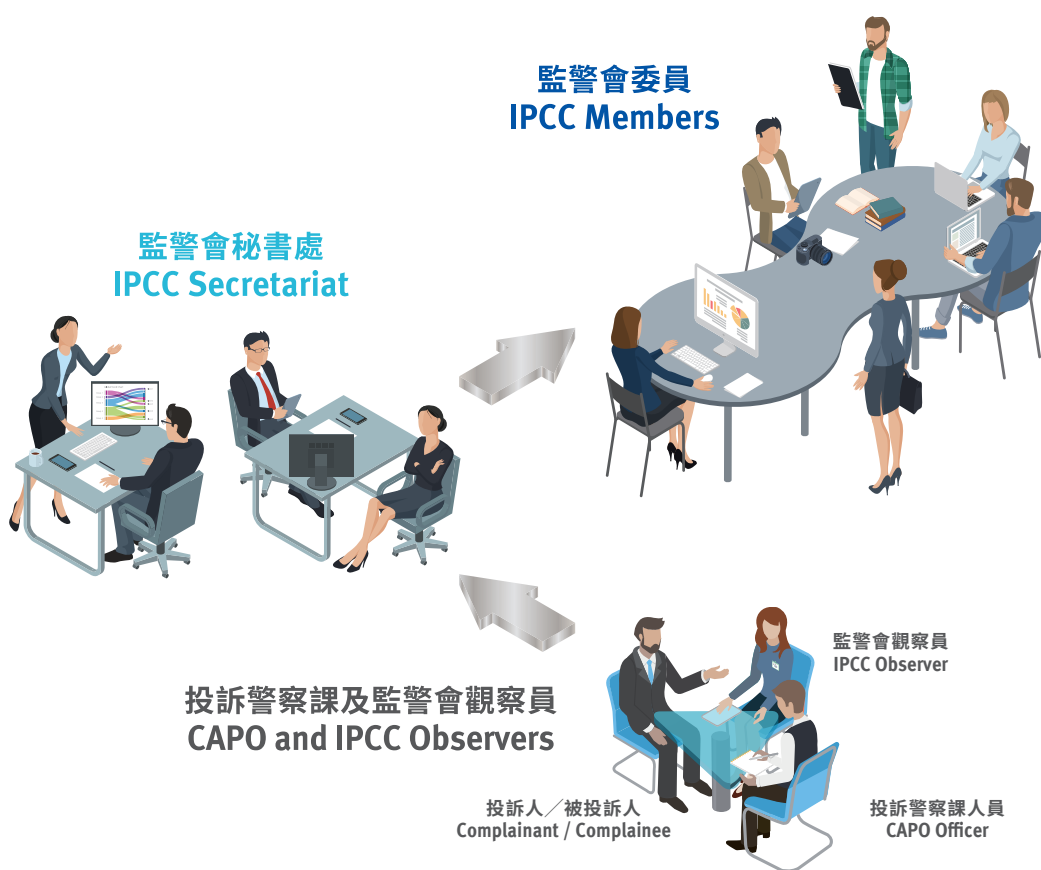 監警會委員
IPCC Members
監警會秘書處
IPCC Secretariat
監警會觀察員
IPCC Observer
投訴警察課及監警會觀察員
CAPO and IPCC Observers
投訴人／被投訴人
Complainant / Complainee
投訴警察課人員
CAPO Officer